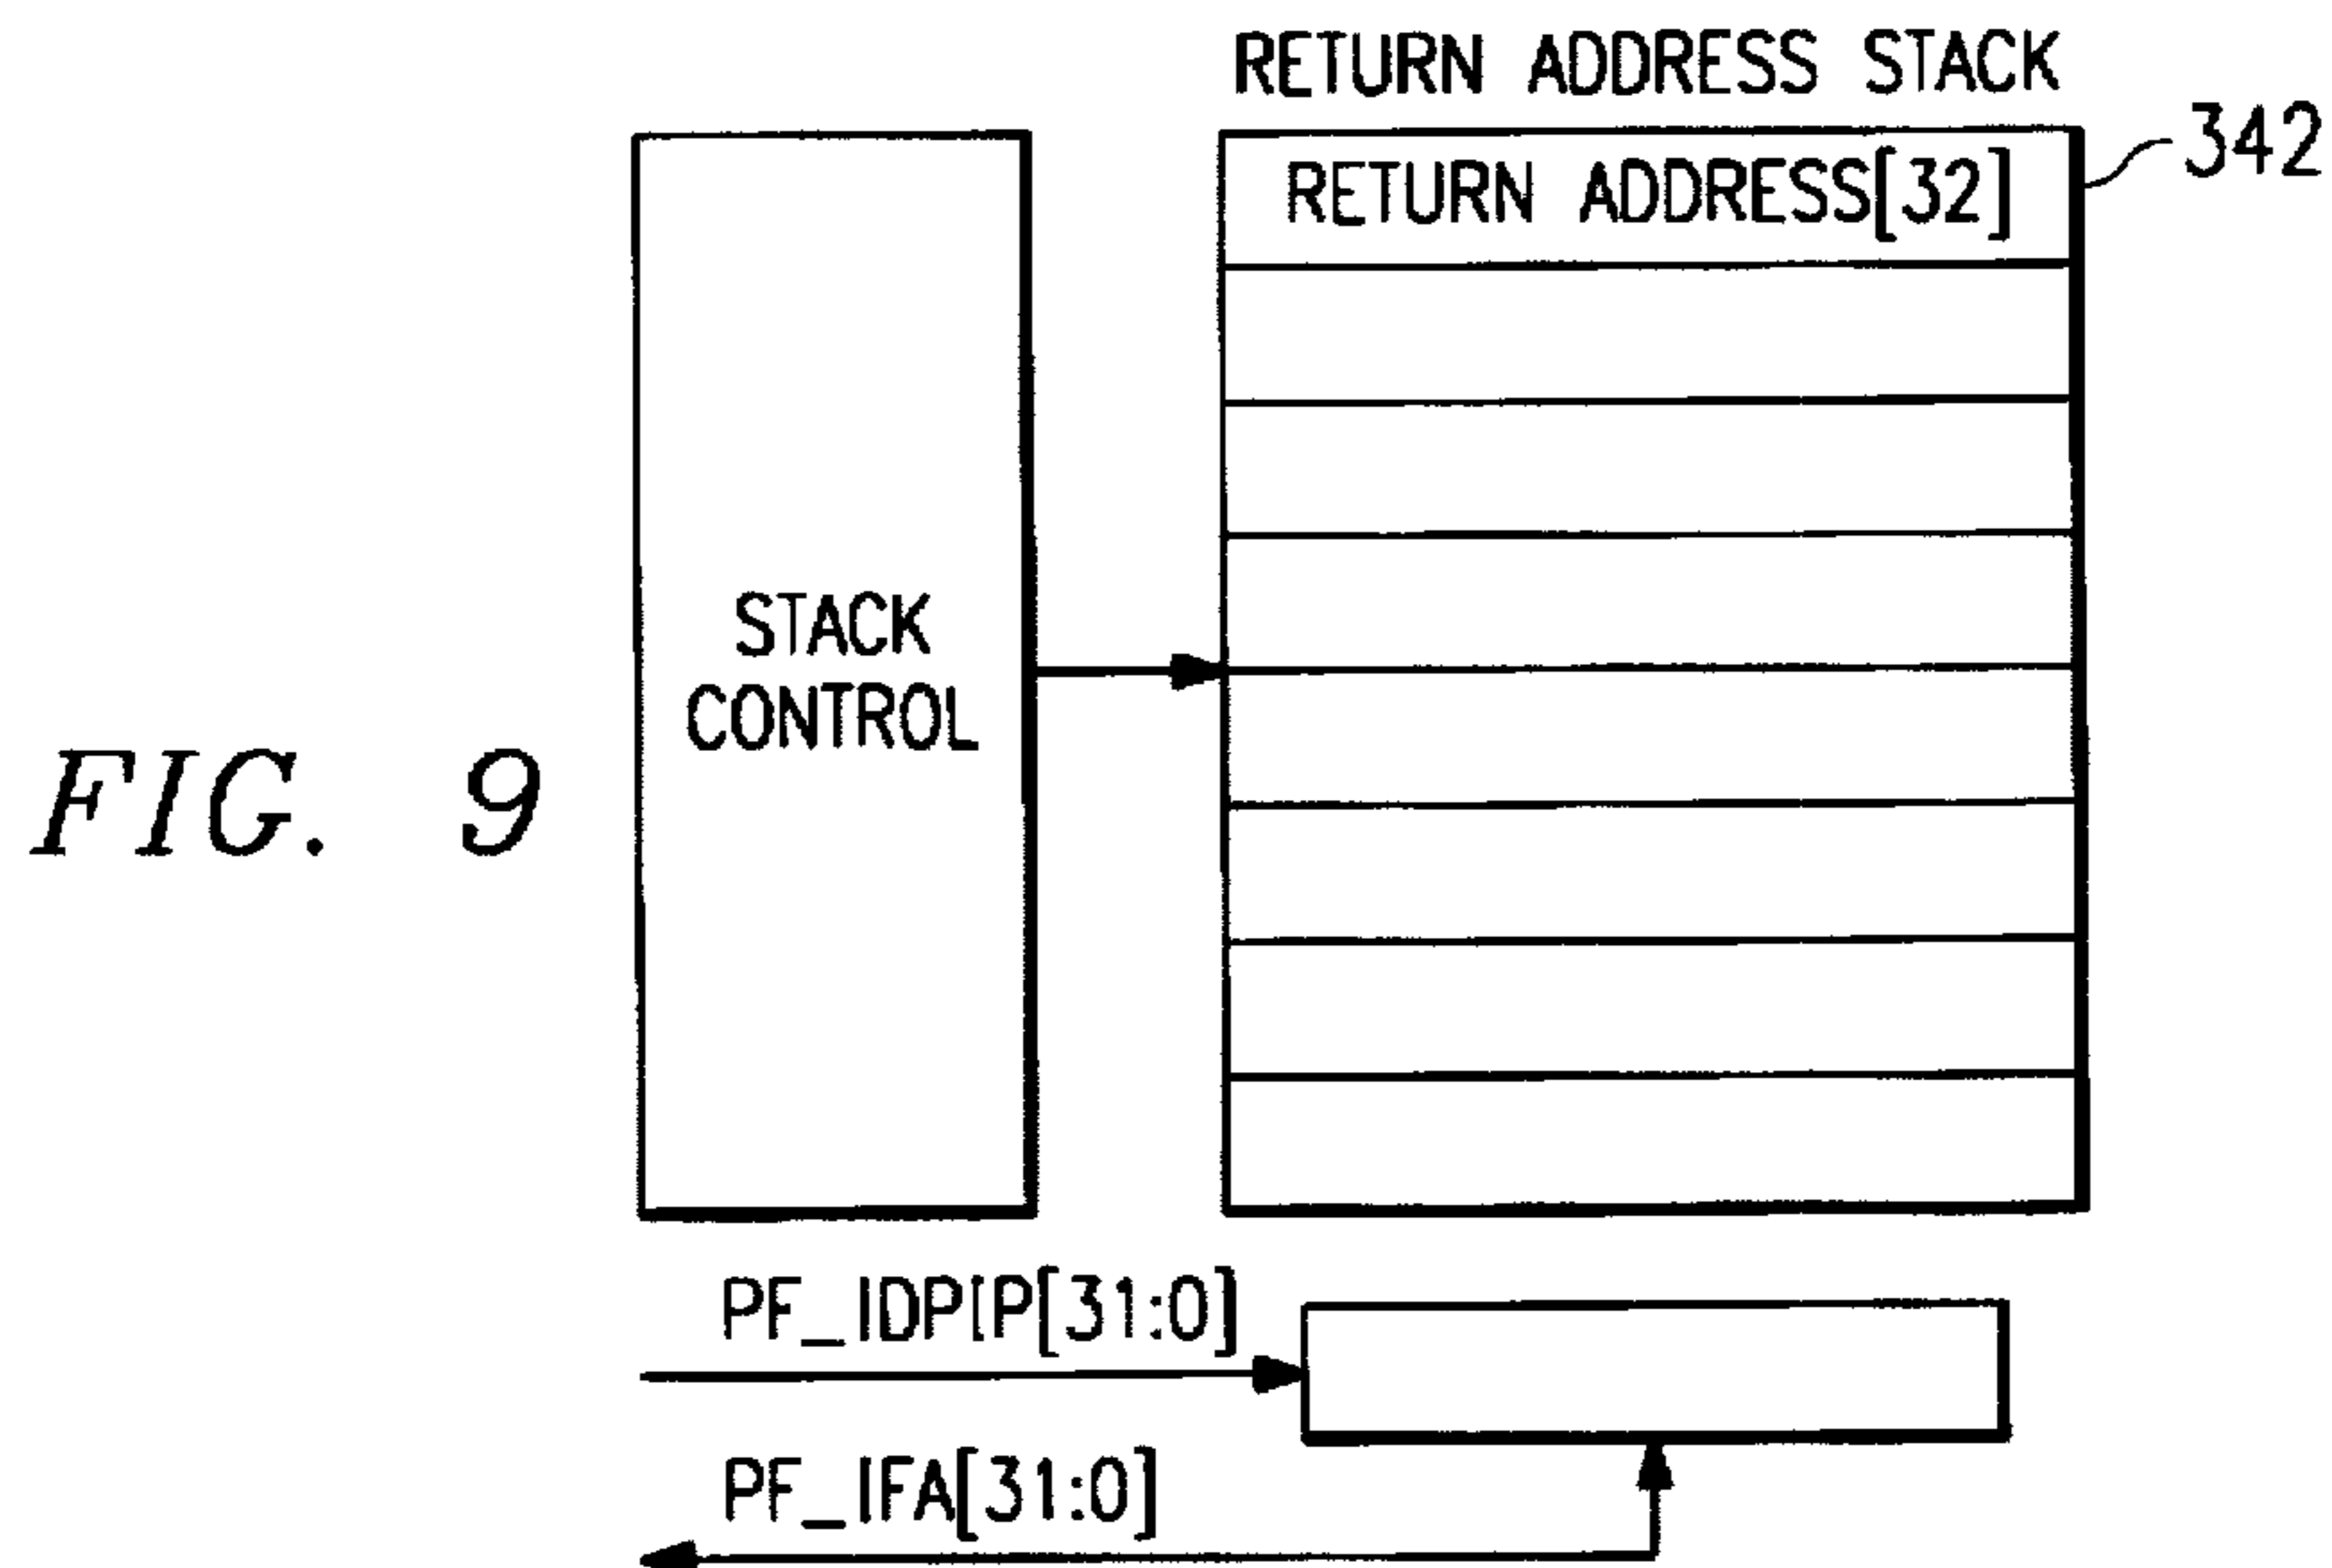 RETURN ADDRESS STACK
342
RETURN ADDRESS[32]
STACK
CONTROL
FIG. 9
PF_IDPIP[31:0]
PF_IFA[31:0]